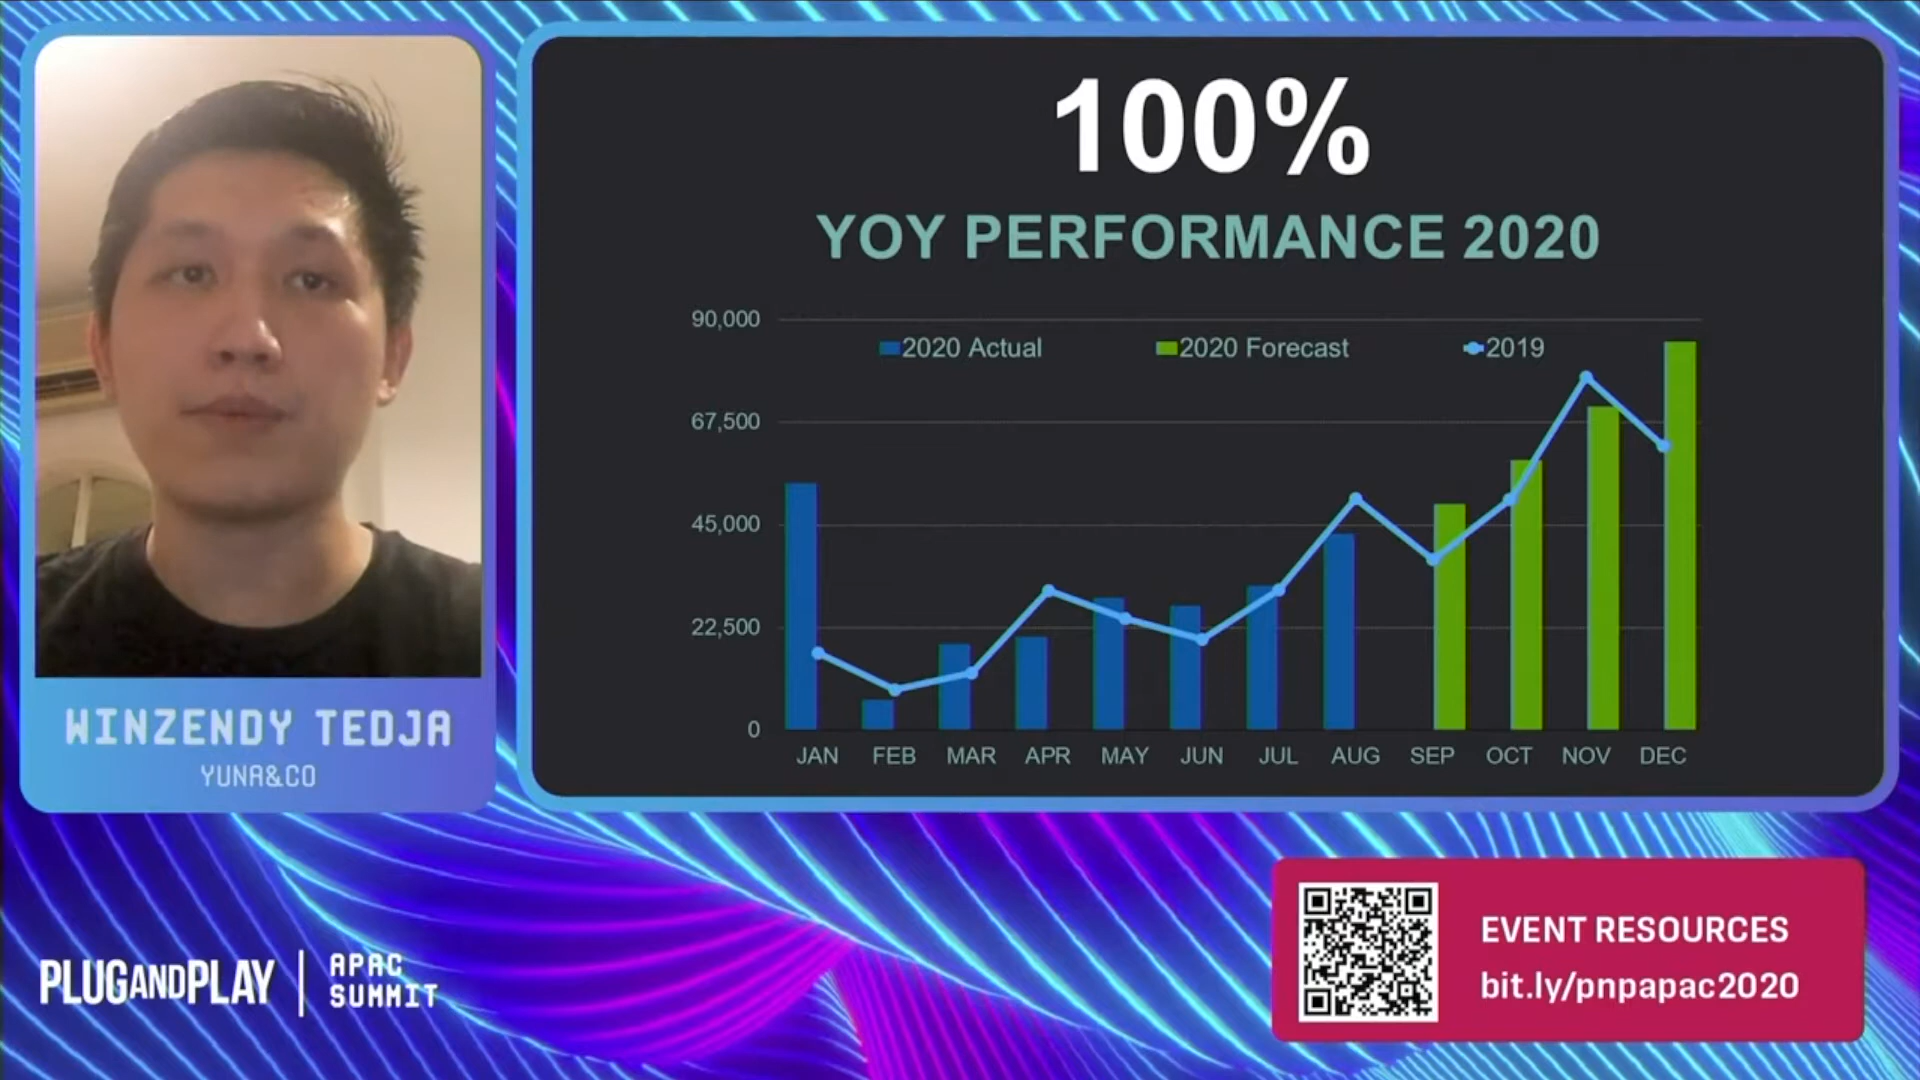 100%
YOY PERFORMANCE 2020
90,000
67,500
45,000
22,500
0
2020 Actual
2020 Forecast
2019
JAN FEB MAR APR MAY JUN JUL AUG SEP OCT NOV DEC
WINZENDY TEDJA
YUNA&CO
PLUGANDPLAY
APAC
SUMMIT
EVENT RESOURCES
bit.ly/pnpapac2020